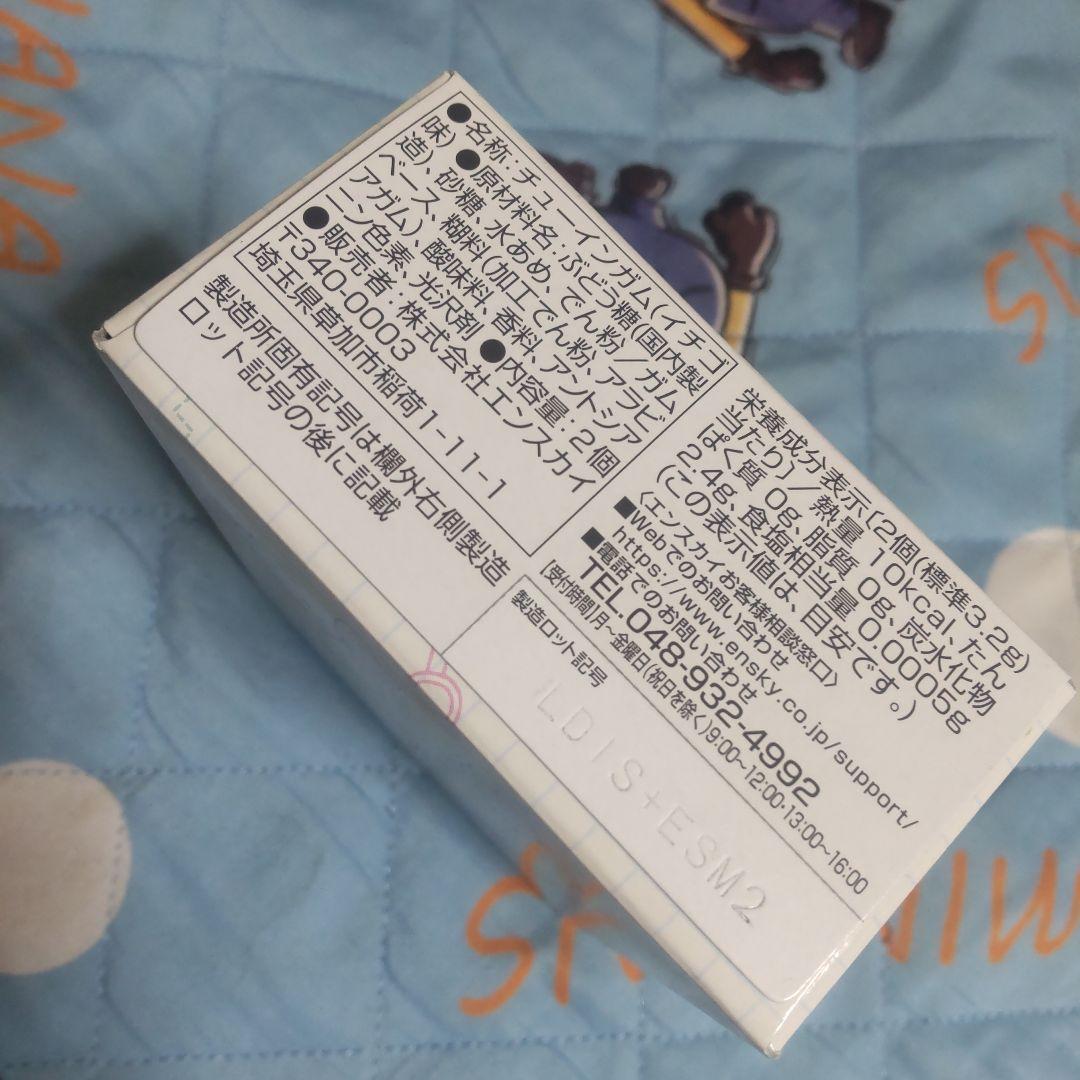 ●名称:チューインガム(イチゴ
味) ●原材料名:ぶどう糖(国内製
造)、砂糖、水あめ、でん粉/ガム
ベース、糊料(加工でん粉、アラビ
アガム)、酸味料、香料、アントシア
ニン色素、光沢剤 ●内容量:2個
●販売者:株式会社エンスカイ
〒340-0003
埼玉県草加市稲荷1-11-1
製造所固有記号は欄外右側製造
ロット記号の後に記載
栄養成分表示〔2個(標準3.2g)
当たり〕/熱量 10kcal、たん
ぱく質 0g、脂質 0g、炭水化物
2.4g、食塩相当量 0.0005g
(この表示値は、目安です。)
〈エンスカイお客様相談窓口〉
■Webでのお問い合わせ
https://www.ensky.co.jp/support/
■電話でのお問い合わせ
TEL.048-932-4992
[受付時間]月~金曜日(祝日を除く)9:00~12:00・13:00~16:00
製造ロット記号
LDIS+ESM2
MINIONS